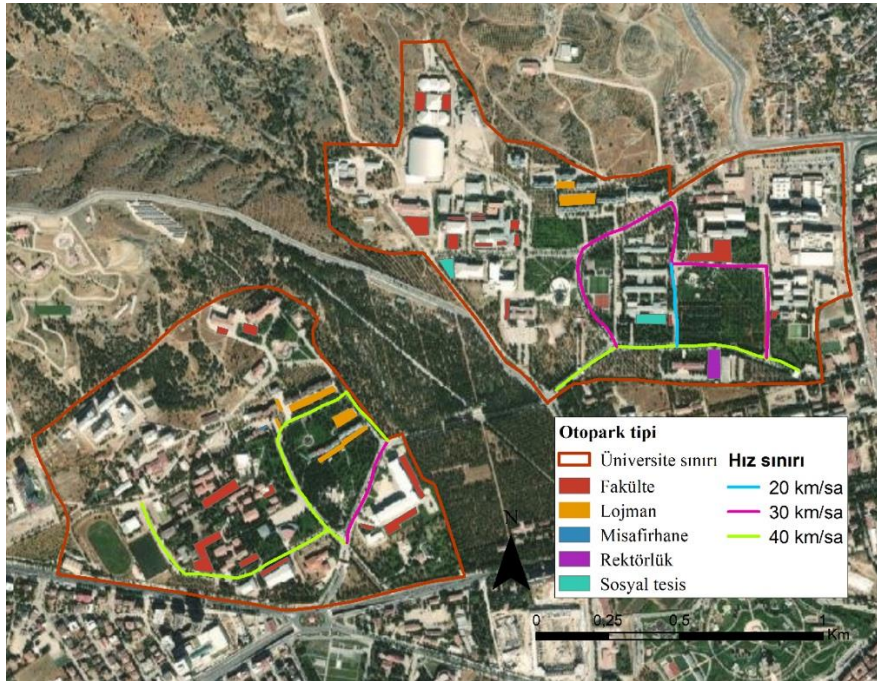 Otopark tipi
Üniversite sınırı
Fakülte
Lojman
Misafirhane
Rektörlük
Sosyal tesis
Hız sınırı
20 km/sa
30 km/sa
40 km/sa
N
0 0,25 0,5 1
Km